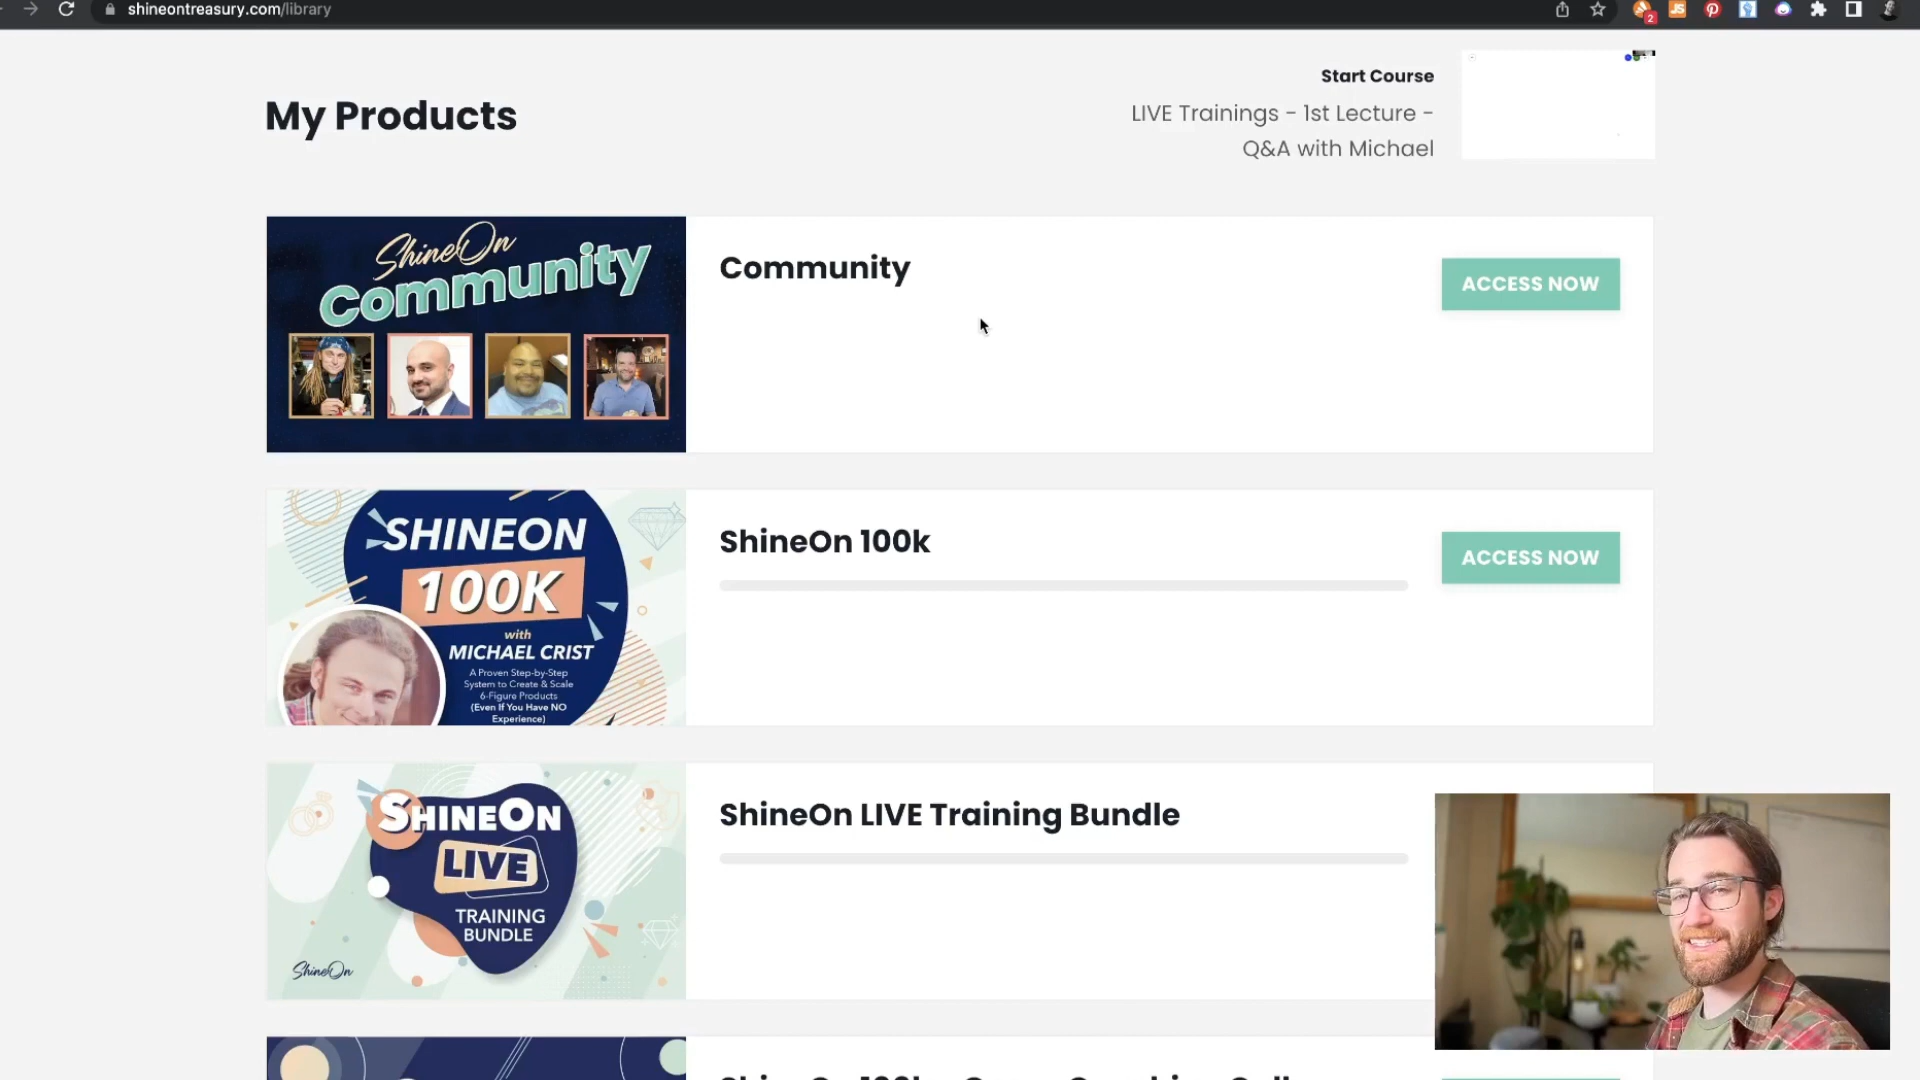 shineontreasury.com/library
2
JS
Start Course
My Products
LIVE Trainings - 1st Lecture -
Q&A with Michael
ShineOn
Community
Community
ACCESS NOW
SHINEON
100K
with
MICHAEL CRIST
A Proven Step-by-Step
System to Create & Scale
6-Figure Products
(Even If You Have NO
Experience)
ShineOn 100k
ACCESS NOW
SHINEON
LIVE
TRAINING
BUNDLE
ShineOn
ShineOn LIVE Training Bundle